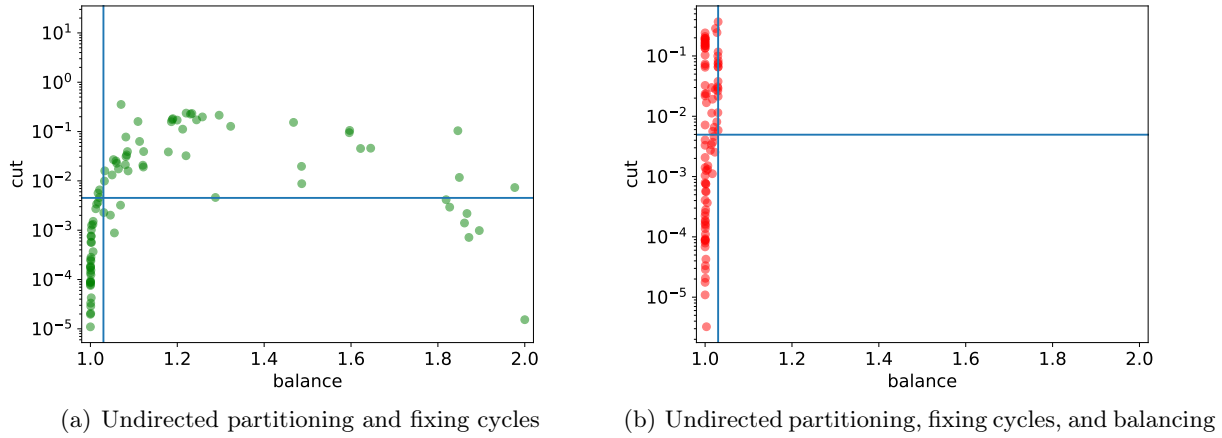 10^1
10^0
10^-1
10^-2
10^-3
10^-4
10^-5
cut
1.0 1.2 1.4 1.6 1.8 2.0
balance
(a) Undirected partitioning and fixing cycles
10^-1
10^-2
10^-3
10^-4
10^-5
cut
1.0 1.2 1.4 1.6 1.8 2.0
balance
(b) Undirected partitioning, fixing cycles, and balancing